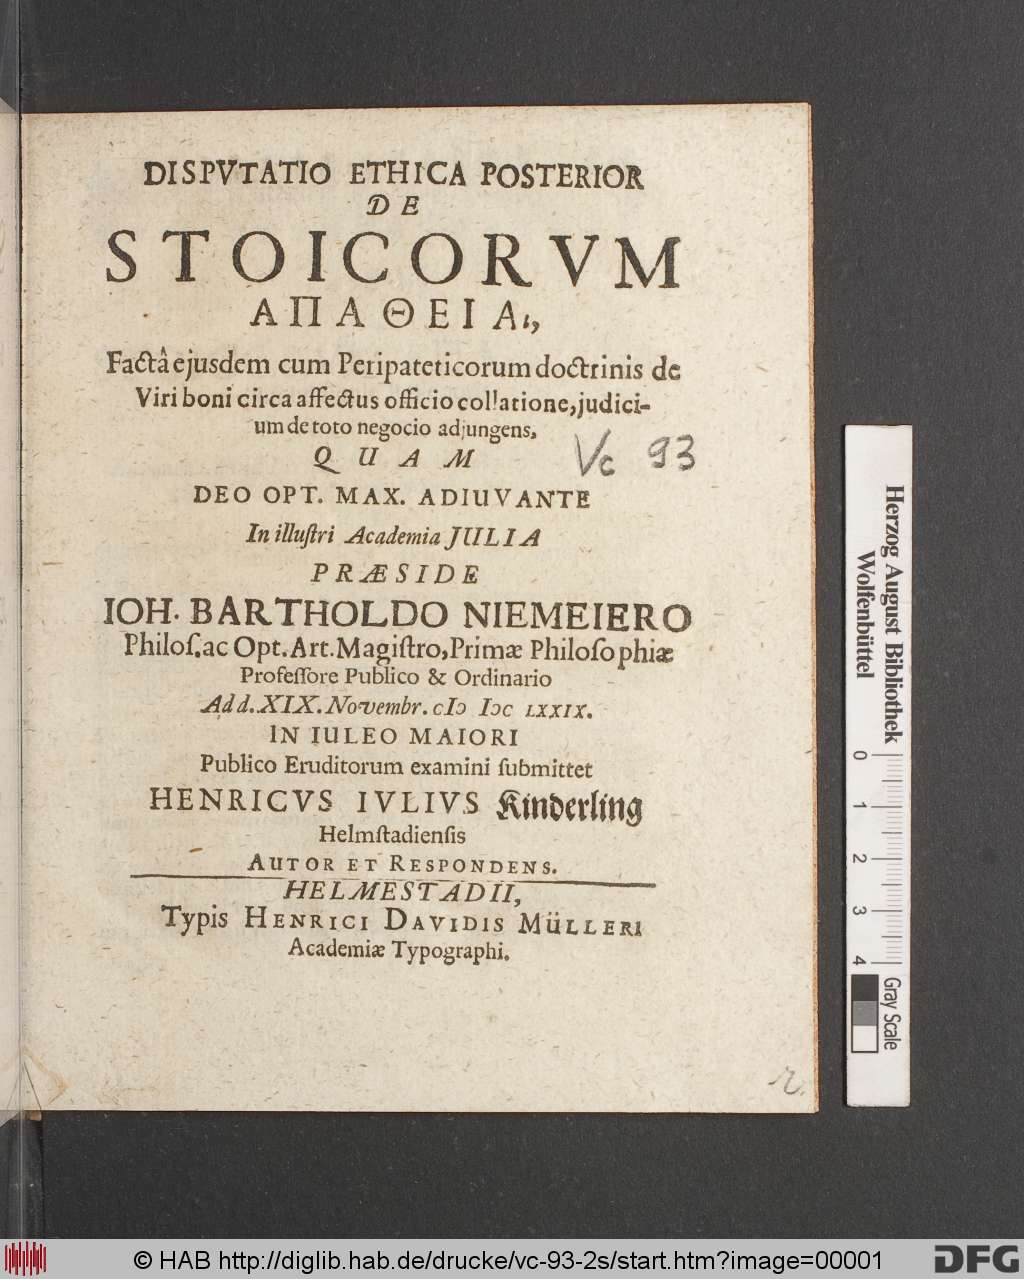 DISPVTATIO ETHICA POSTERIOR
DE
STOICORVM
ΑΠΑΘΕΙΑι,
Factâ ejusdem cum Peripateticorum doctrinis de
Viri boni circa affectus officio collatione, judici-
um de toto negocio adjungens,
QUAM
Vc 93
DEO OPT. MAX. ADIUVANTE
In illuſtri Academia JULIA
PRÆSIDE
IOH. BARTHOLDO NIEMEIERO
Philoſ. ac Opt. Art. Magiſtro, Primæ Philoſophiæ
Profeſſore Publico & Ordinario
Ad d. XIX. Novembr. cIↄ Iↄc LXXIX.
IN IULEO MAIORI
Publico Eruditorum examini ſubmittet
HENRICVS IVLIVS Kinderling
Helmſtadienſis
AUTOR ET RESPONDENS.
HELMESTADII,
Typis HENRICI DAVIDIS MÜLLERI
Academiæ Typographi.
Herzog August Bibliothek
Wolfenbüttel
0 1 2 3 4
Gray Scale
© HAB http://diglib.hab.de/drucke/vc-93-2s/start.htm?image=00001
DFG